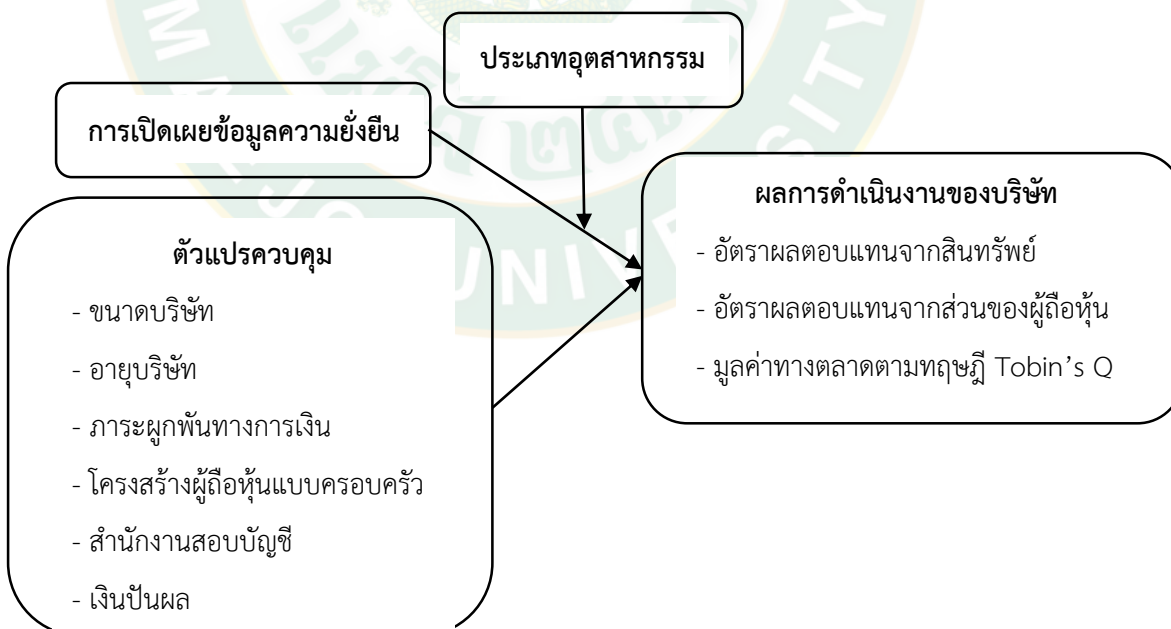 ประเภทอุตสาหกรรม
การเปิดเผยข้อมูลความยั่งยืน
ผลการดำเนินงานของบริษัท
- อัตราผลตอบแทนจากสินทรัพย์
- อัตราผลตอบแทนจากส่วนของผู้ถือหุ้น
- มูลค่าทางตลาดตามทฤษฎี Tobin’s Q
ตัวแปรควบคุม
- ขนาดบริษัท
- อายุบริษัท
- ภาระผูกพันทางการเงิน
- โครงสร้างผู้ถือหุ้นแบบครอบครัว
- สำนักงานสอบบัญชี
- เงินปันผล